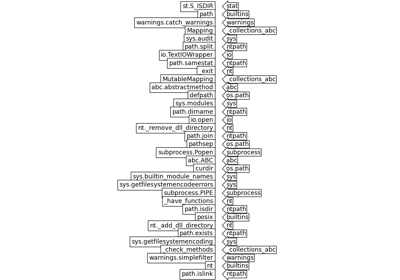 st.S_ISDIR stat
path builtins
warnings.catch_warnings warnings
Mapping _collections_abc
sys.audit sys
path.split ntpath
io.TextIOWrapper io
path.samestat ntpath
_exit nt
MutableMapping _collections_abc
abc.abstractmethod abc
defpath os.path
sys.modules sys
path.dirname ntpath
io.open io
nt._remove_dll_directory nt
path.join ntpath
pathsep os.path
subprocess.Popen subprocess
abc.ABC abc
curdir os.path
sys.builtin_module_names sys
sys.getfilesystemencodeerrors sys
subprocess.PIPE subprocess
_have_functions nt
path.isdir ntpath
posix builtins
nt._add_dll_directory nt
path.exists ntpath
sys.getfilesystemencoding sys
_check_methods _collections_abc
warnings.simplefilter warnings
nt builtins
path.islink ntpath